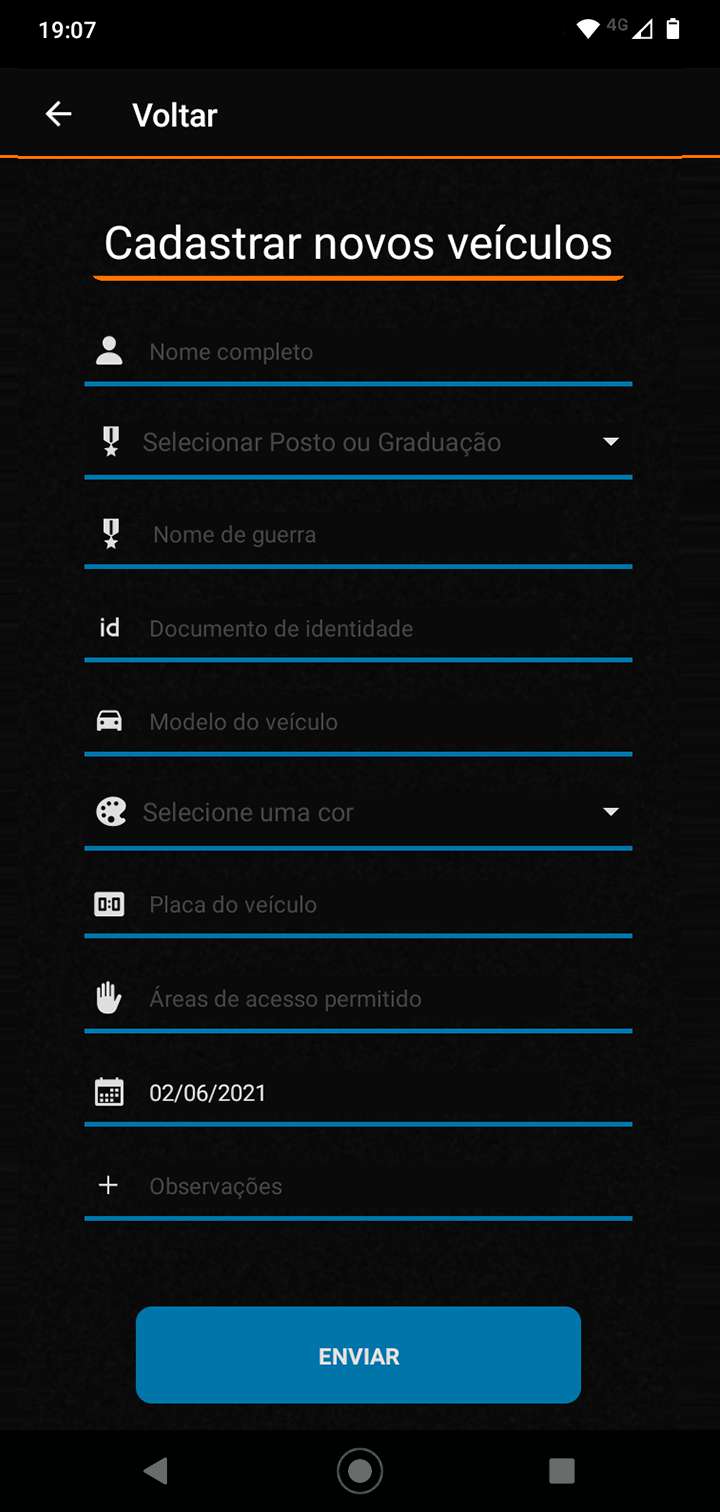 19:07
4G
Voltar
Cadastrar novos veículos
Nome completo
Selecionar Posto ou Graduação
Nome de guerra
id Documento de identidade
Modelo do veículo
Selecione uma cor
0:0 Placa do veículo
Áreas de acesso permitido
02/06/2021
Observações
ENVIAR